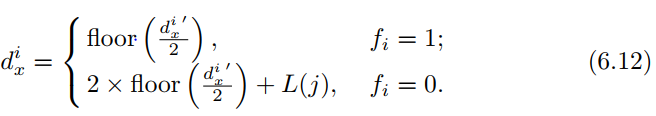 d_x^i = { floor ( d_x^i ′ / 2 ) , f_i = 1;
2 × floor ( d_x^i ′ / 2 ) + L(j), f_i = 0. (6.12)